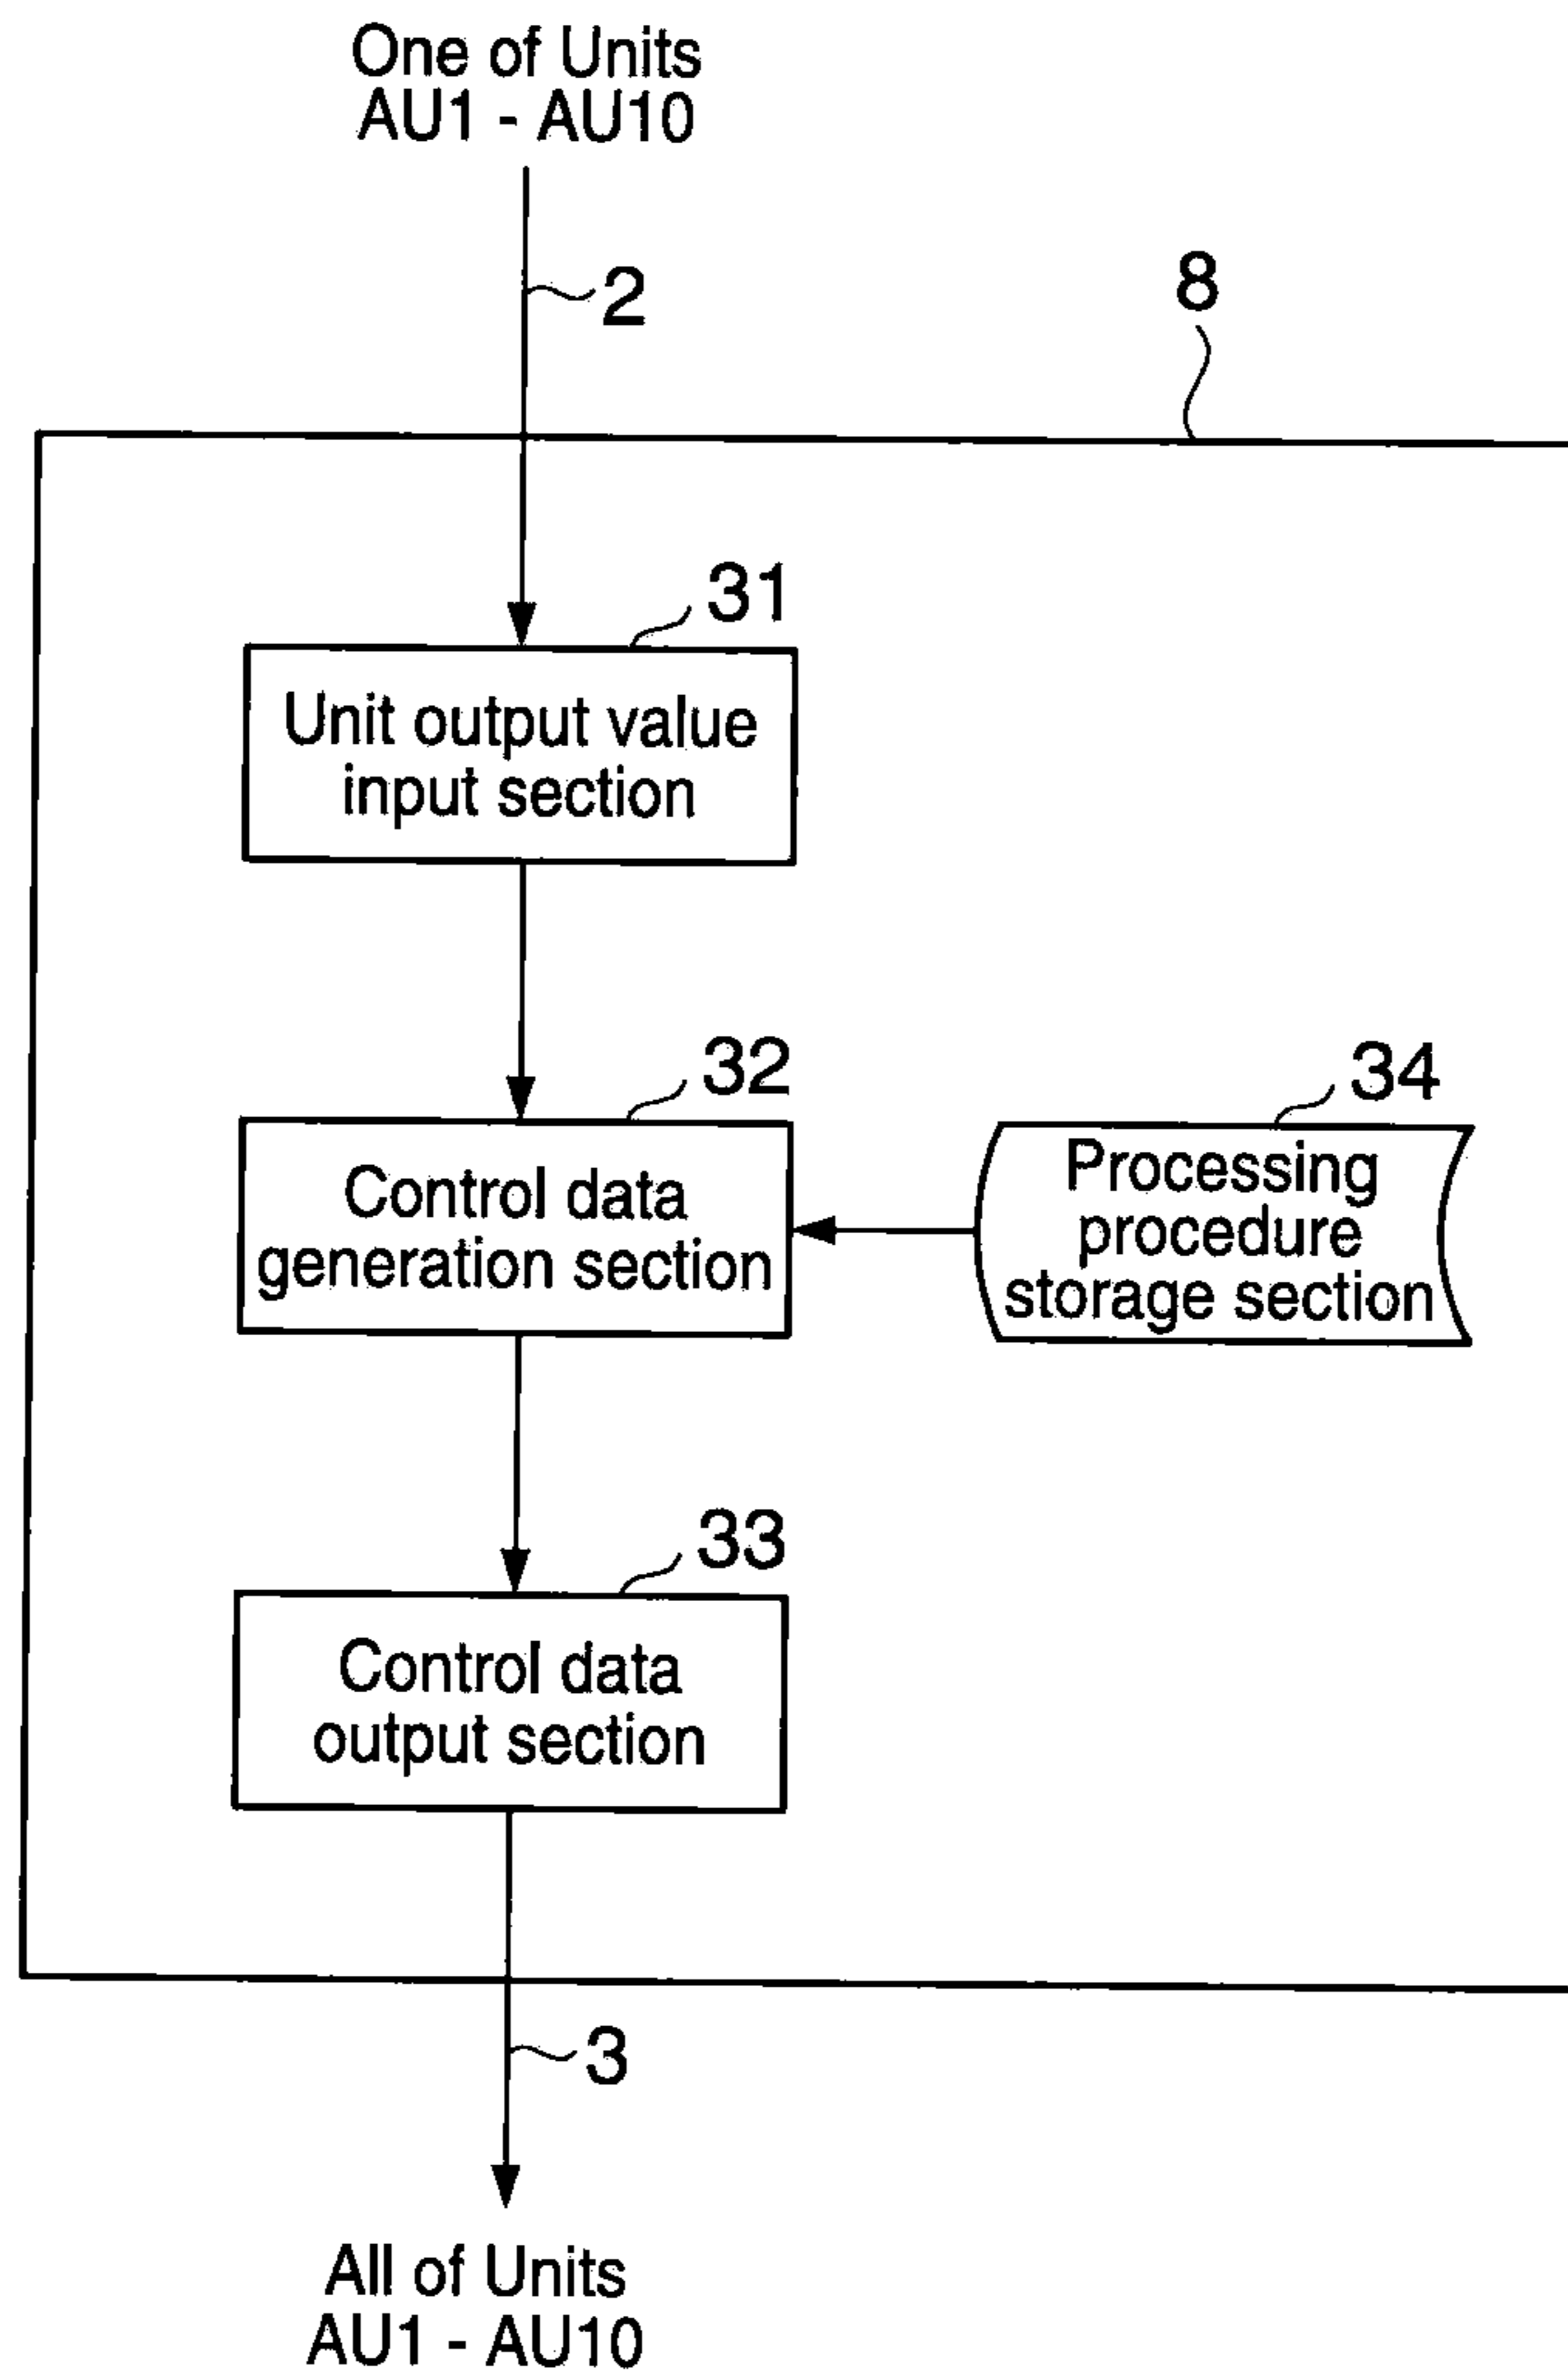 One of Units
AU1 - AU10
2
8
31
Unit output value
input section
32
Control data
generation section
34
Processing
procedure
storage section
33
Control data
output section
3
All of Units
AU1 - AU10